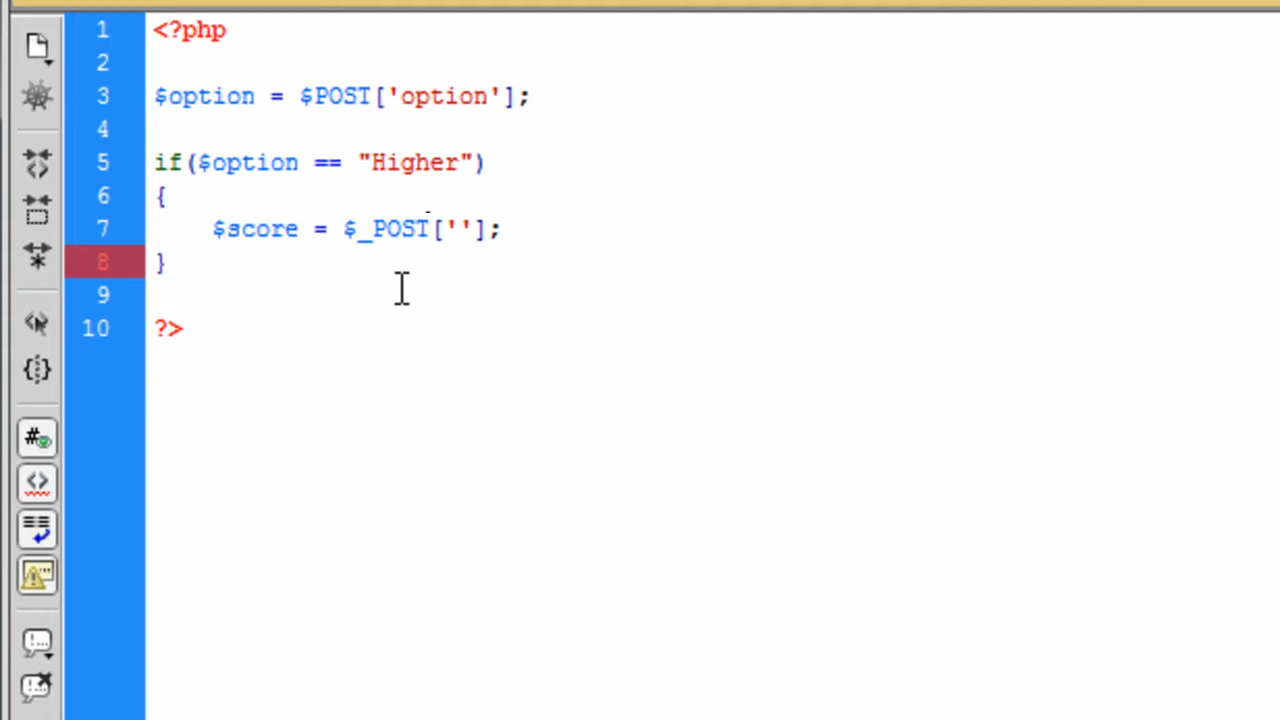 1 <?php
2
3 $option = $POST['option'];
4
5 if($option == "Higher")
6 {
7 $score = $_POST[''];
8 }
9
10 ?>